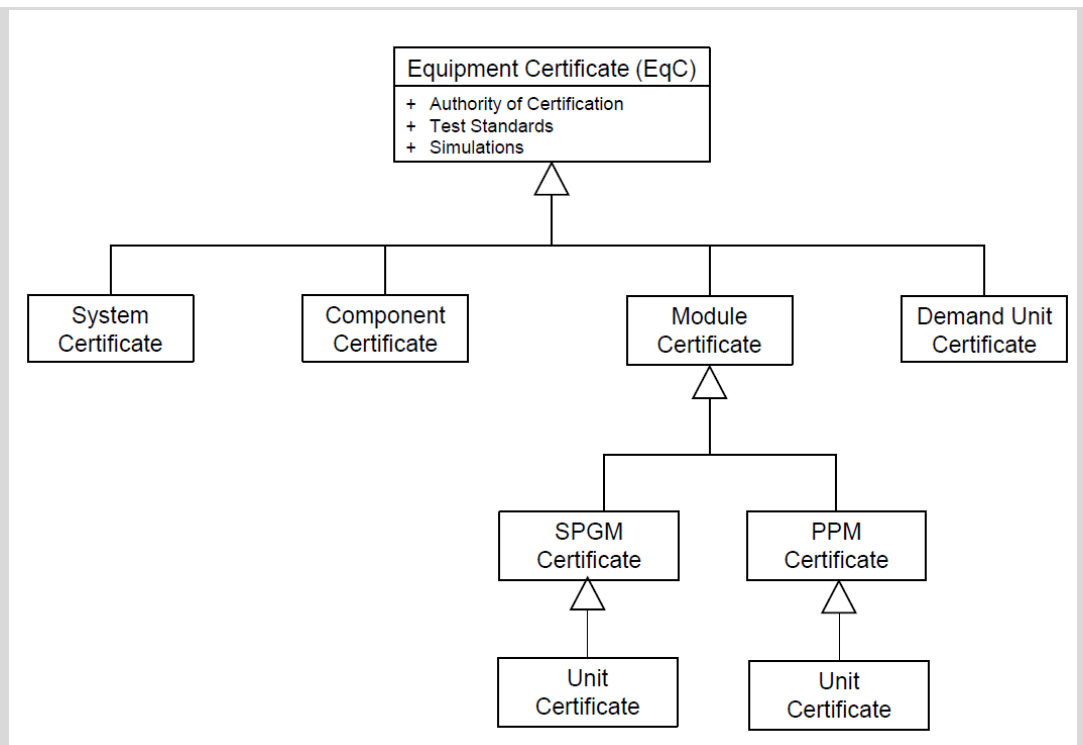 Equipment Certificate (EqC)
+ Authority of Certification
+ Test Standards
+ Simulations
System
Certificate
Component
Certificate
Module
Certificate
Demand Unit
Certificate
SPGM
Certificate
PPM
Certificate
Unit
Certificate
Unit
Certificate